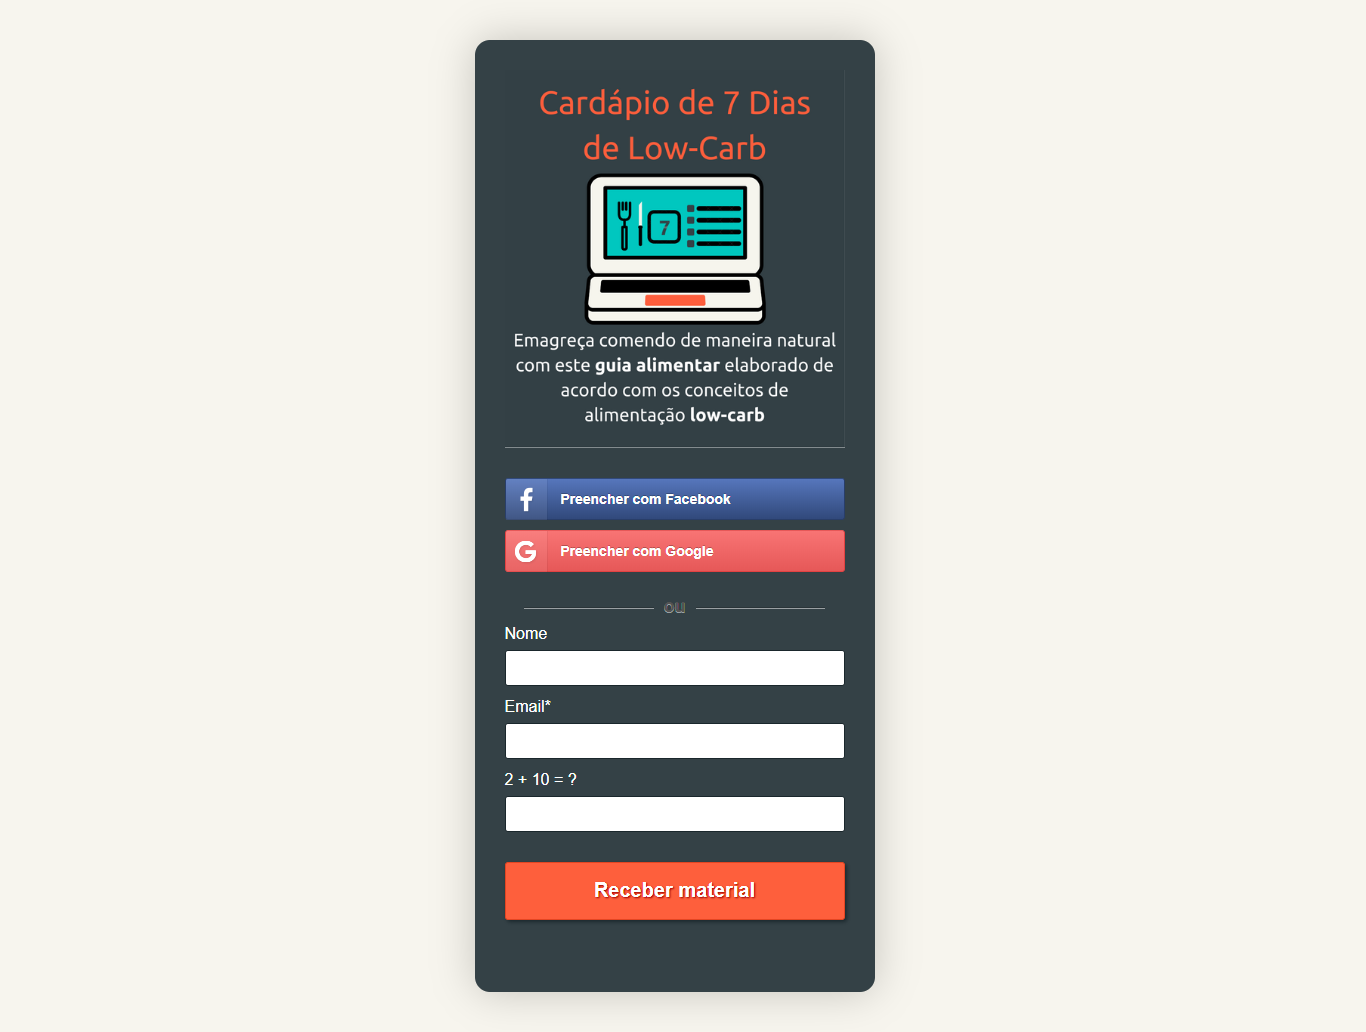 Cardápio de 7 Dias
de Low-Carb
7
Emagreça comendo de maneira natural
com este guia alimentar elaborado de
acordo com os conceitos de
alimentação low-carb
Preencher com Facebook
Preencher com Google
ou
Nome
Email*
2 + 10 = ?
Receber material